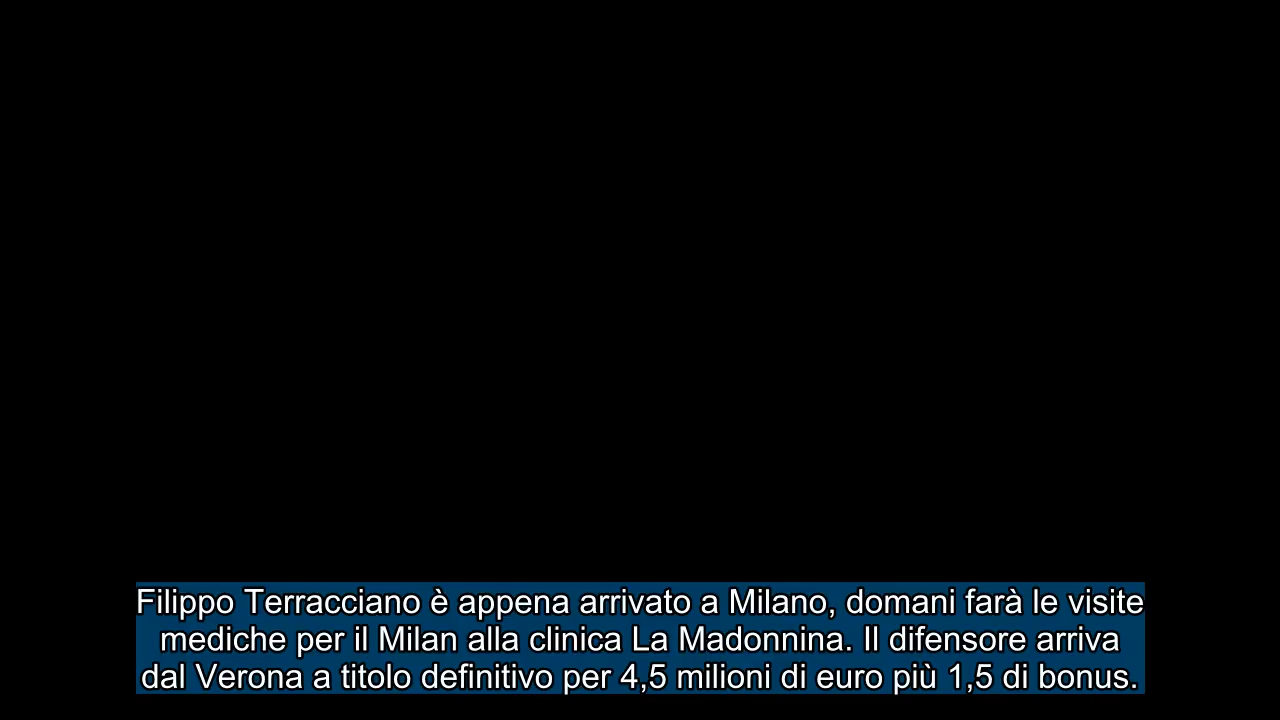 Filippo Terracciano è appena arrivato a Milano, domani farà le visite
mediche per il Milan alla clinica La Madonnina. Il difensore arriva
dal Verona a titolo definitivo per 4,5 milioni di euro più 1,5 di bonus.